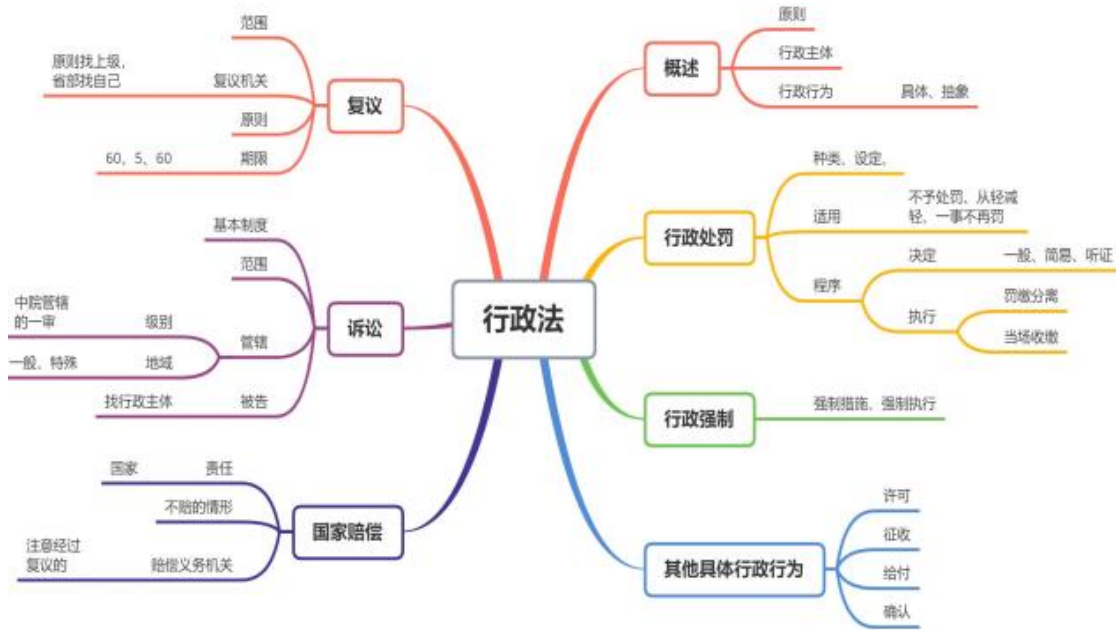 行政法
概述
原则
行政主体
行政行为
具体、抽象
行政处罚
种类、设定、
适用
不予处罚、从轻减
轻、一事不再罚
程序
决定
一般、简易、听证
执行
罚缴分离
当场收缴
行政强制
强制措施、强制执行
其他具体行政行为
许可
征收
给付
确认
复议
范围
复议机关
原则找上级,
省部找自己
原则
期限
60、5、60
诉讼
基本制度
范围
管辖
级别
中院管辖
的一审
地域
一般、特殊
被告
找行政主体
国家赔偿
责任
国家
不赔的情形
赔偿义务机关
注意经过
复议的